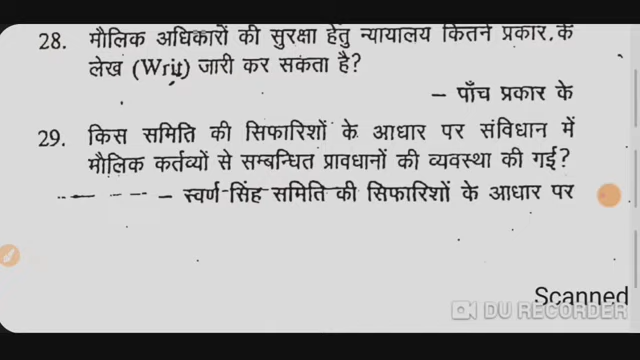 28. मौलिक अधिकारों की सुरक्षा हेतु न्यायालय कितने प्रकार के
लेख (Writ) जारी कर सकता है?
– पाँच प्रकार के
29. किस समिति की सिफारिशों के आधार पर संविधान में
मौलिक कर्तव्यों से सम्बन्धित प्रावधानों की व्यवस्था की गई?
– स्वर्ण सिंह समिति की सिफारिशों के आधार पर
Scanned
DU RECORDER